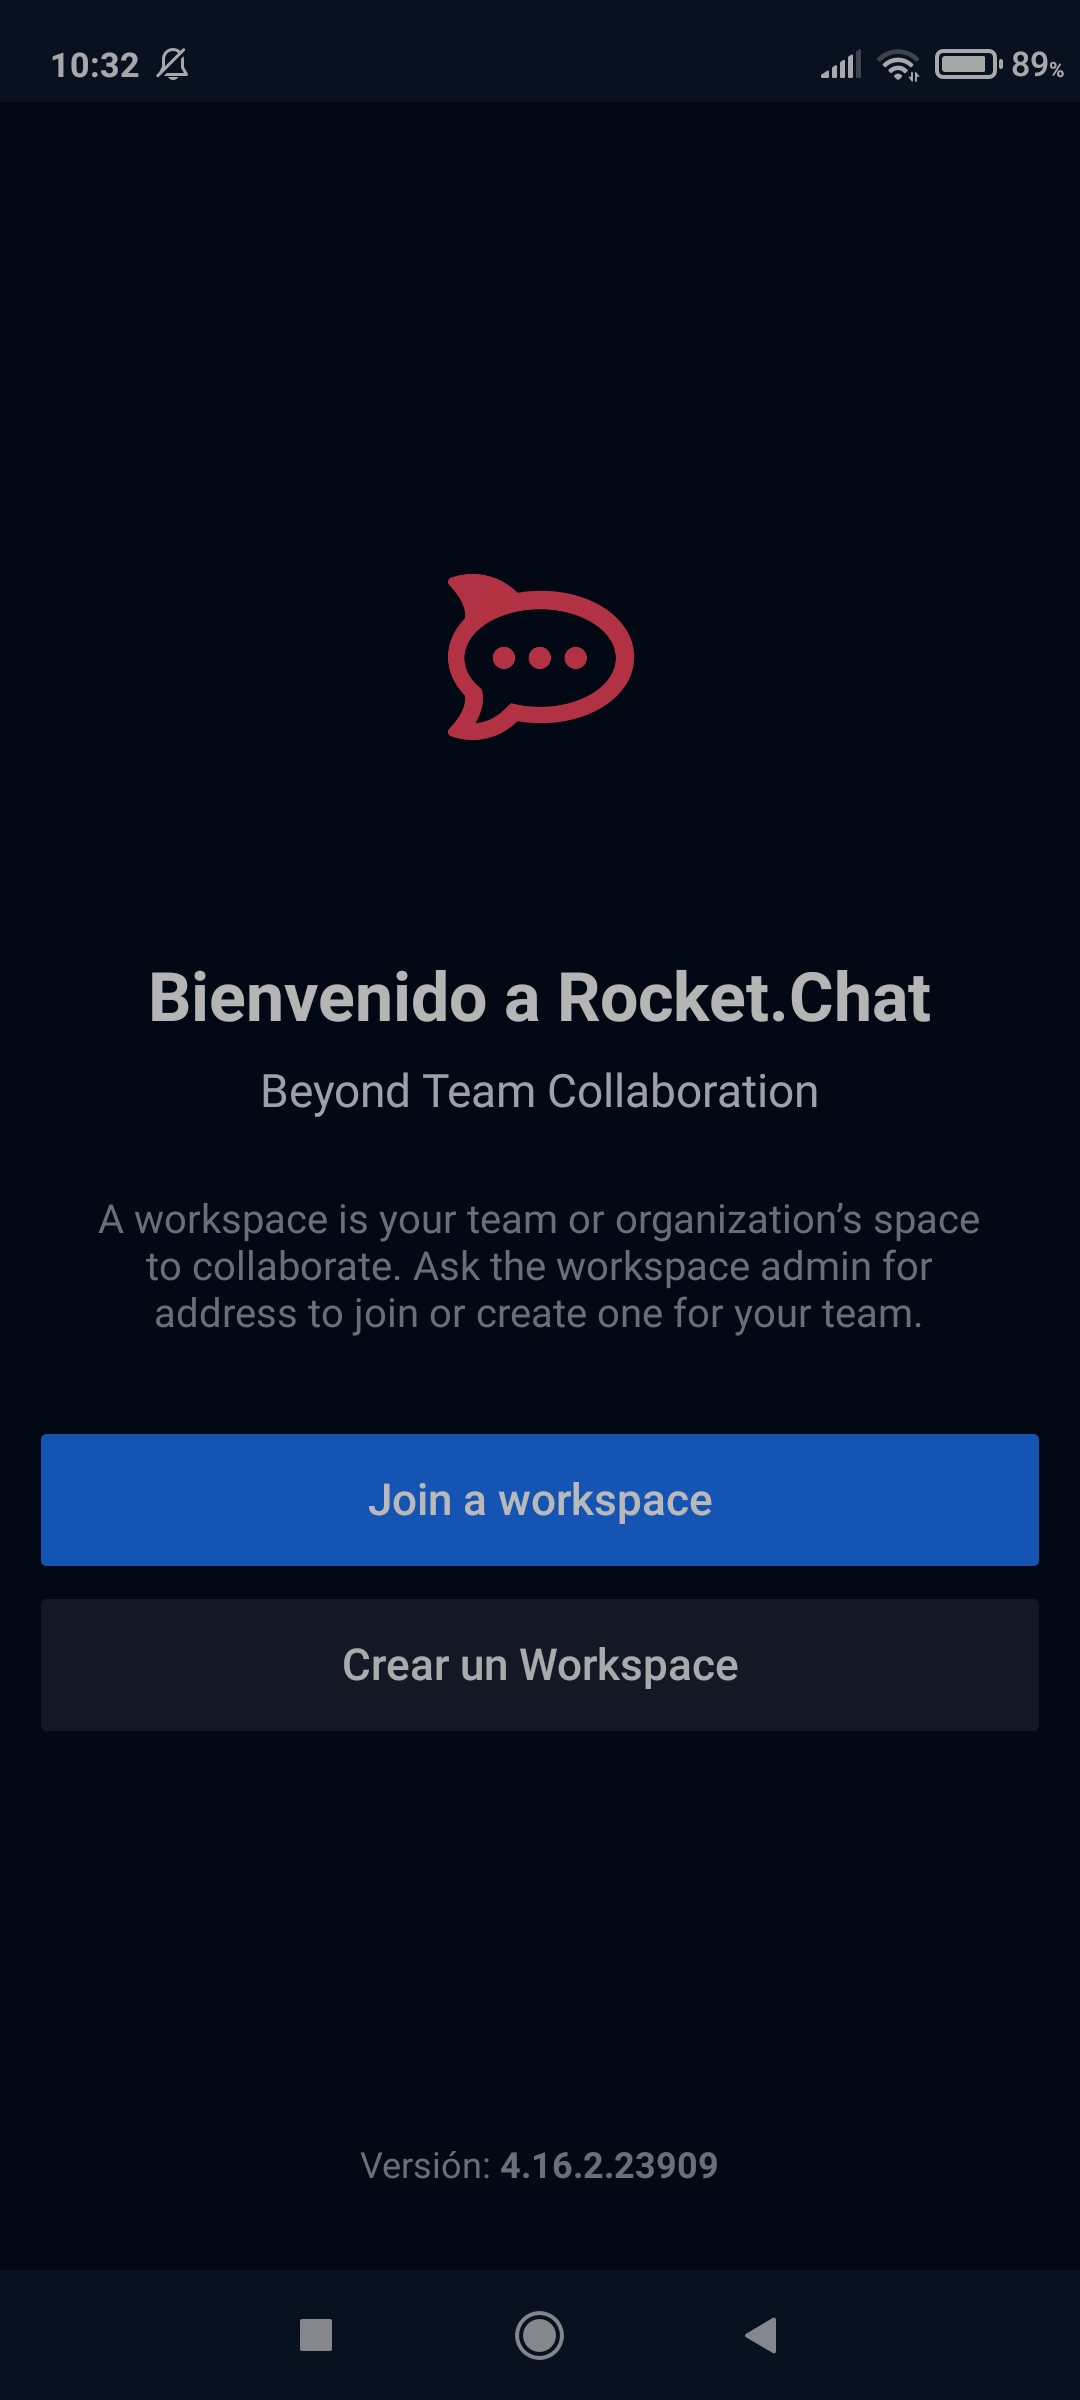 10:32
89%
Bienvenido a Rocket.Chat
Beyond Team Collaboration
A workspace is your team or organization’s space
to collaborate. Ask the workspace admin for
address to join or create one for your team.
Join a workspace
Crear un Workspace
Versión: 4.16.2.23909